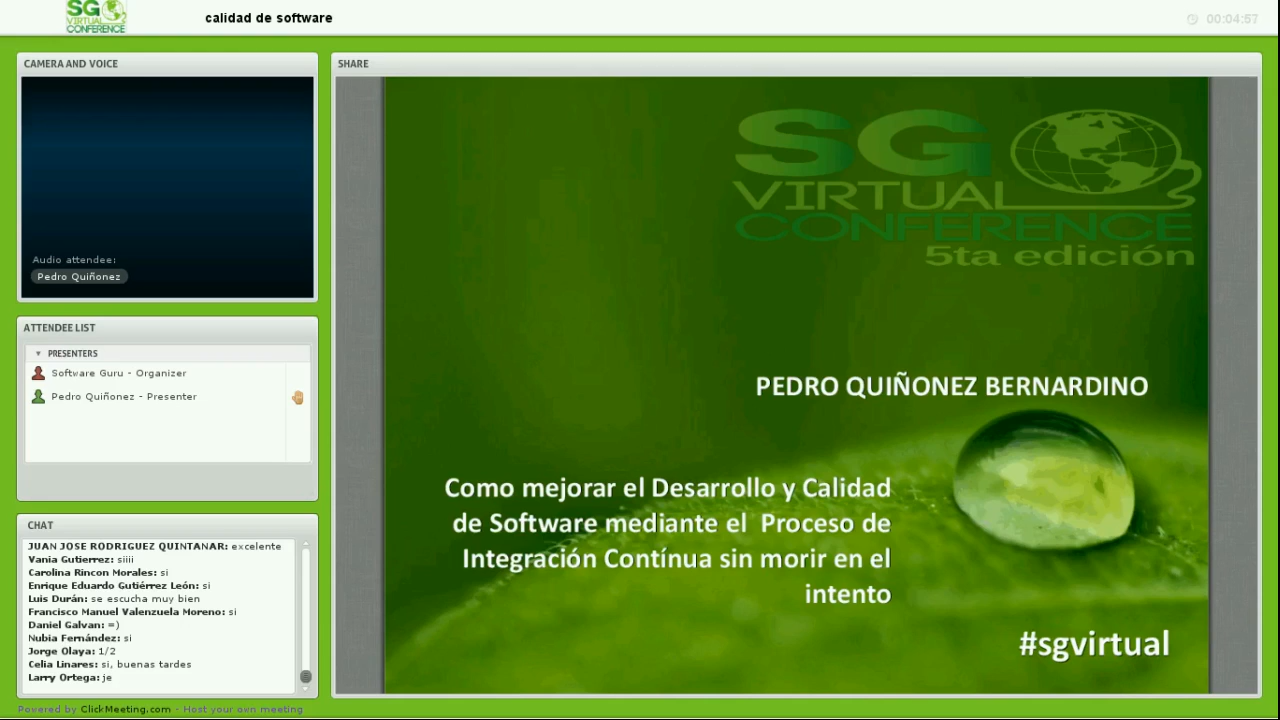 SG
VIRTUAL
CONFERENCE
calidad de software
00:04:57
CAMERA AND VOICE
Audio attendee:
Pedro Quiñonez
ATTENDEE LIST
PRESENTERS
Software Guru - Organizer
Pedro Quiñonez - Presenter
CHAT
JUAN JOSE RODRIGUEZ QUINTANAR: excelente
Vania Gutierrez: siiii
Carolina Rincon Morales: si
Enrique Eduardo Gutiérrez León: si
Luis Durán: se escucha muy bien
Francisco Manuel Valenzuela Moreno: si
Daniel Galvan: =)
Nubia Fernández: si
Jorge Olaya: 1/2
Celia Linares: si, buenas tardes
Larry Ortega: je
SHARE
SG
VIRTUAL
CONFERENCE
5ta edición
PEDRO QUIÑONEZ BERNARDINO
Como mejorar el Desarrollo y Calidad
de Software mediante el Proceso de
Integración Contínua sin morir en el
intento
#sgvirtual
Powered by ClickMeeting.com - Host your own meeting